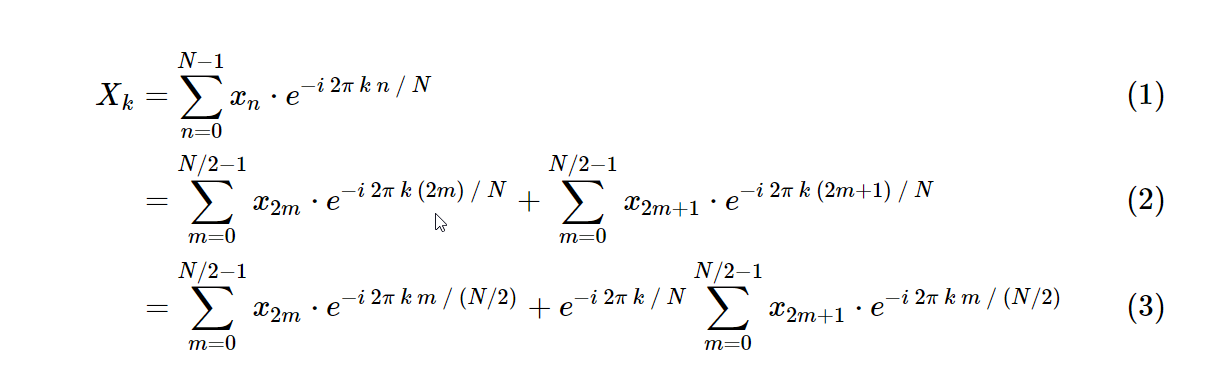 $X_k = \sum_{n=0}^{N-1} x_n \cdot e^{-i\,2\pi\,k\,n\,/\,N}$ (1)
$= \sum_{m=0}^{N/2-1} x_{2m} \cdot e^{-i\,2\pi\,k\,(2m)\,/\,N} + \sum_{m=0}^{N/2-1} x_{2m+1} \cdot e^{-i\,2\pi\,k\,(2m+1)\,/\,N}$ (2)
$= \sum_{m=0}^{N/2-1} x_{2m} \cdot e^{-i\,2\pi\,k\,m\,/\,(N/2)} + e^{-i\,2\pi\,k\,/\,N} \sum_{m=0}^{N/2-1} x_{2m+1} \cdot e^{-i\,2\pi\,k\,m\,/\,(N/2)}$ (3)